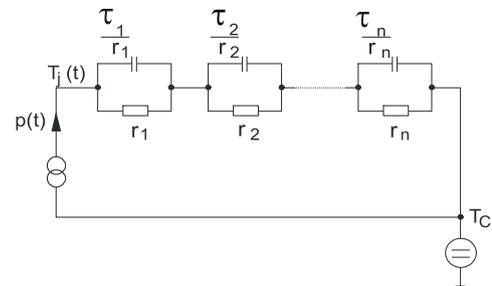 τ1 τ2 τn
r1 r2 rn
Tj (t)
p(t)
r1 r2 rn
TC